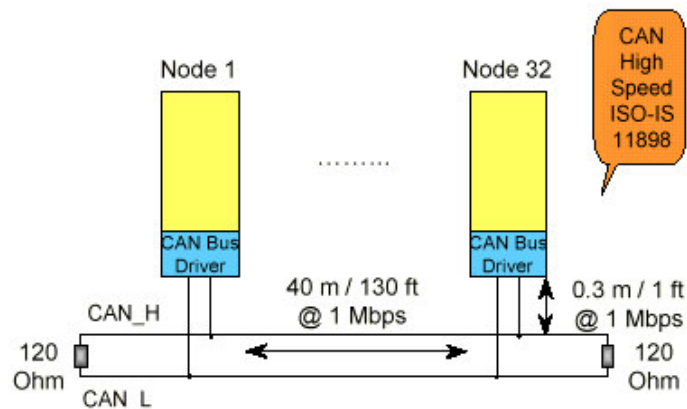 CAN
High
Speed
ISO-IS
11898
Node 1
Node 32
CAN Bus
Driver
CAN Bus
Driver
40 m / 130 ft
@ 1 Mbps
0.3 m / 1 ft
@ 1 Mbps
CAN_H
120
Ohm
120
Ohm
CAN_L